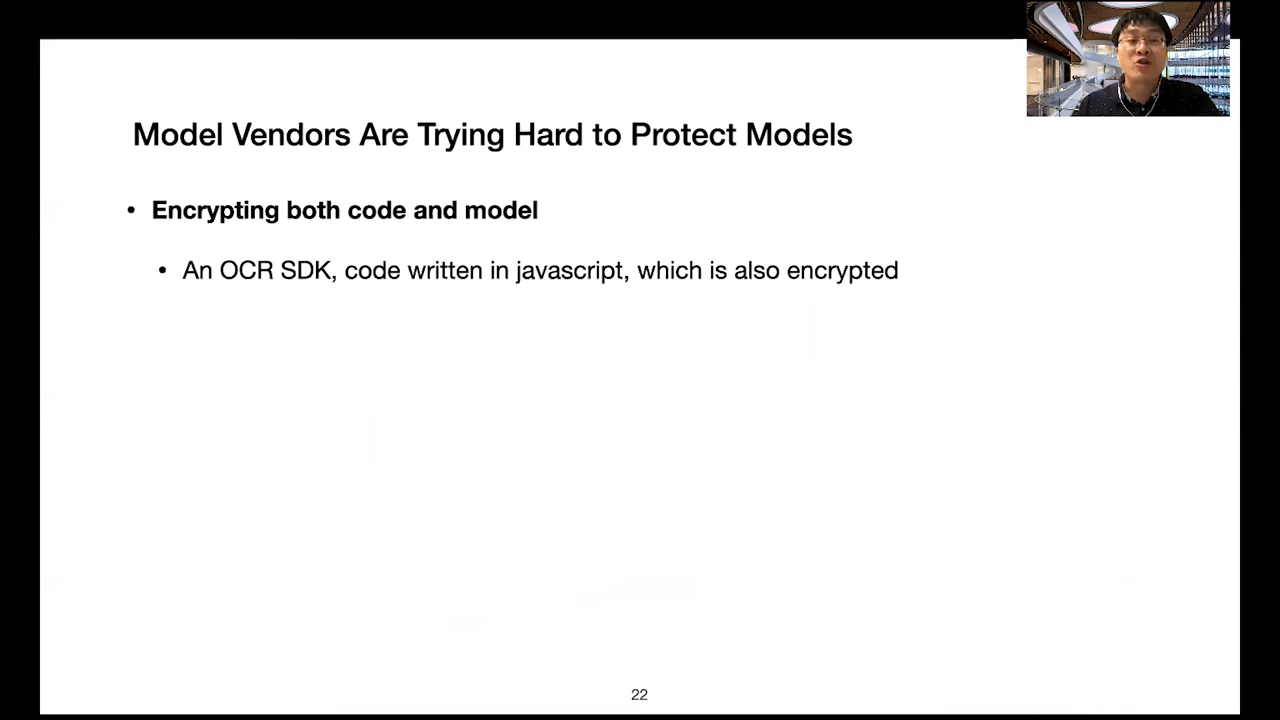 Model Vendors Are Trying Hard to Protect Models
• Encrypting both code and model
• An OCR SDK, code written in javascript, which is also encrypted
22